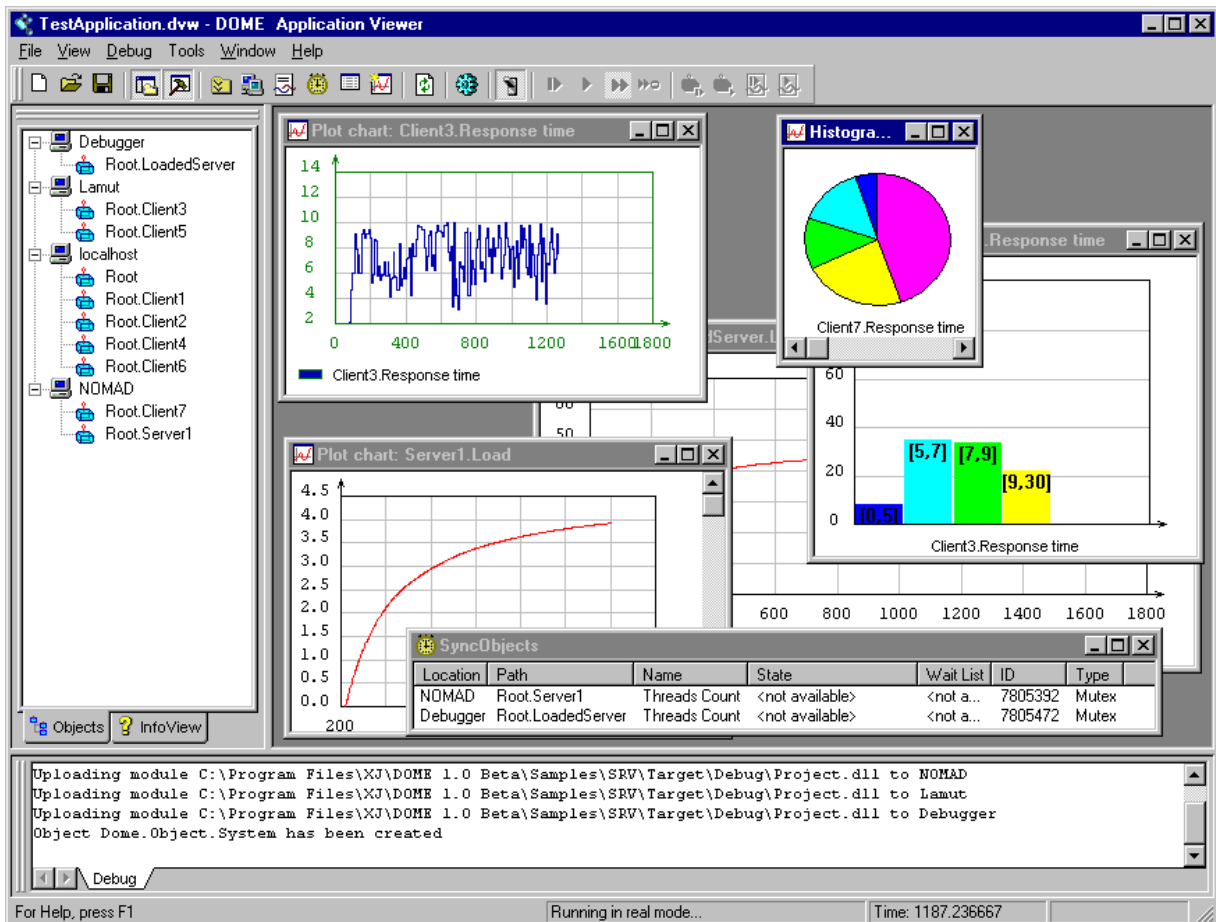 TestApplication.dvw - DOME Application Viewer
File View Debug Tools Window Help
Debugger
Root.LoadedServer
Lamut
Root.Client3
Root.Client5
localhost
Root
Root.Client1
Root.Client2
Root.Client4
Root.Client6
NOMAD
Root.Client7
Root.Server1
Objects InfoView
Plot chart: Client3.Response time
14
12
10
8
6
4
2
0 400 800 1200 1600 1800
Client3.Response time
Histogra...
Client7.Response time
.Response time
60
40
20
0
[0,5] [5,7] [7,9] [9,30]
Client3.Response time
dServer.L
50
600 800 1000 1200 1400 1600 1800
Plot chart: Server1.Load
4.5
4.0
3.5
3.0
2.5
2.0
1.5
1.0
0.5
0.0
200
SyncObjects
Location Path Name State Wait List ID Type
NOMAD Root.Server1 Threads Count <not available> <not a... 7805392 Mutex
Debugger Root.LoadedServer Threads Count <not available> <not a... 7805472 Mutex
Uploading module C:\Program Files\XJ\DOME 1.0 Beta\Samples\SRV\Target\Debug\Project.dll to NOMAD
Uploading module C:\Program Files\XJ\DOME 1.0 Beta\Samples\SRV\Target\Debug\Project.dll to Lamut
Uploading module C:\Program Files\XJ\DOME 1.0 Beta\Samples\SRV\Target\Debug\Project.dll to Debugger
Object Dome.Object.System has been created
Debug
For Help, press F1 Running in real mode... Time: 1187.236667